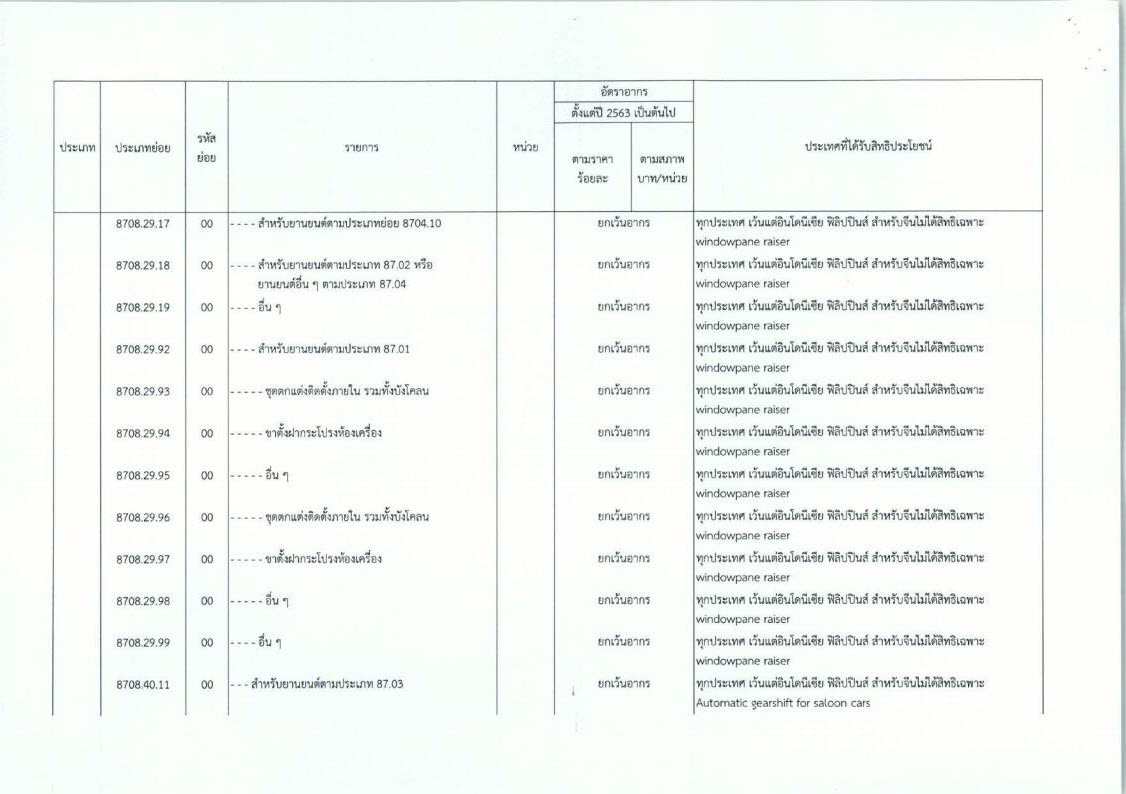 อัตราอากร
ตั้งแต่ปี 2563 เป็นต้นไป
ประเภท ประเภทย่อย รหัสย่อย รายการ หน่วย ตามราคาร้อยละ ตามสภาพบาท/หน่วย ประเทศที่ได้รับสิทธิประโยชน์
8708.29.17 00 - - - - สำหรับยานยนต์ตามประเภทย่อย 8704.10 ยกเว้นอากร ทุกประเทศ เว้นแต่อินโดนีเซีย ฟิลิปปินส์ สำหรับจีนไม่ได้สิทธิเฉพาะ
windowpane raiser
8708.29.18 00 - - - - สำหรับยานยนต์ตามประเภท 87.02 หรือ ยกเว้นอากร ทุกประเทศ เว้นแต่อินโดนีเซีย ฟิลิปปินส์ สำหรับจีนไม่ได้สิทธิเฉพาะ
ยานยนต์อื่น ๆ ตามประเภท 87.04 windowpane raiser
8708.29.19 00 - - - - อื่น ๆ ยกเว้นอากร ทุกประเทศ เว้นแต่อินโดนีเซีย ฟิลิปปินส์ สำหรับจีนไม่ได้สิทธิเฉพาะ
windowpane raiser
8708.29.92 00 - - - - สำหรับยานยนต์ตามประเภท 87.01 ยกเว้นอากร ทุกประเทศ เว้นแต่อินโดนีเซีย ฟิลิปปินส์ สำหรับจีนไม่ได้สิทธิเฉพาะ
windowpane raiser
8708.29.93 00 - - - - - ชุดตกแต่งติดตั้งภายใน รวมทั้งบังโคลน ยกเว้นอากร ทุกประเทศ เว้นแต่อินโดนีเซีย ฟิลิปปินส์ สำหรับจีนไม่ได้สิทธิเฉพาะ
windowpane raiser
8708.29.94 00 - - - - - ขาตั้งฝากระโปรงห้องเครื่อง ยกเว้นอากร ทุกประเทศ เว้นแต่อินโดนีเซีย ฟิลิปปินส์ สำหรับจีนไม่ได้สิทธิเฉพาะ
windowpane raiser
8708.29.95 00 - - - - - อื่น ๆ ยกเว้นอากร ทุกประเทศ เว้นแต่อินโดนีเซีย ฟิลิปปินส์ สำหรับจีนไม่ได้สิทธิเฉพาะ
windowpane raiser
8708.29.96 00 - - - - - ชุดตกแต่งติดตั้งภายใน รวมทั้งบังโคลน ยกเว้นอากร ทุกประเทศ เว้นแต่อินโดนีเซีย ฟิลิปปินส์ สำหรับจีนไม่ได้สิทธิเฉพาะ
windowpane raiser
8708.29.97 00 - - - - - ขาตั้งฝากระโปรงห้องเครื่อง ยกเว้นอากร ทุกประเทศ เว้นแต่อินโดนีเซีย ฟิลิปปินส์ สำหรับจีนไม่ได้สิทธิเฉพาะ
windowpane raiser
8708.29.98 00 - - - - - อื่น ๆ ยกเว้นอากร ทุกประเทศ เว้นแต่อินโดนีเซีย ฟิลิปปินส์ สำหรับจีนไม่ได้สิทธิเฉพาะ
windowpane raiser
8708.29.99 00 - - - - อื่น ๆ ยกเว้นอากร ทุกประเทศ เว้นแต่อินโดนีเซีย ฟิลิปปินส์ สำหรับจีนไม่ได้สิทธิเฉพาะ
windowpane raiser
8708.40.11 00 - - - สำหรับยานยนต์ตามประเภท 87.03 ยกเว้นอากร ทุกประเทศ เว้นแต่อินโดนีเซีย ฟิลิปปินส์ สำหรับจีนไม่ได้สิทธิเฉพาะ
Automatic gearshift for saloon cars